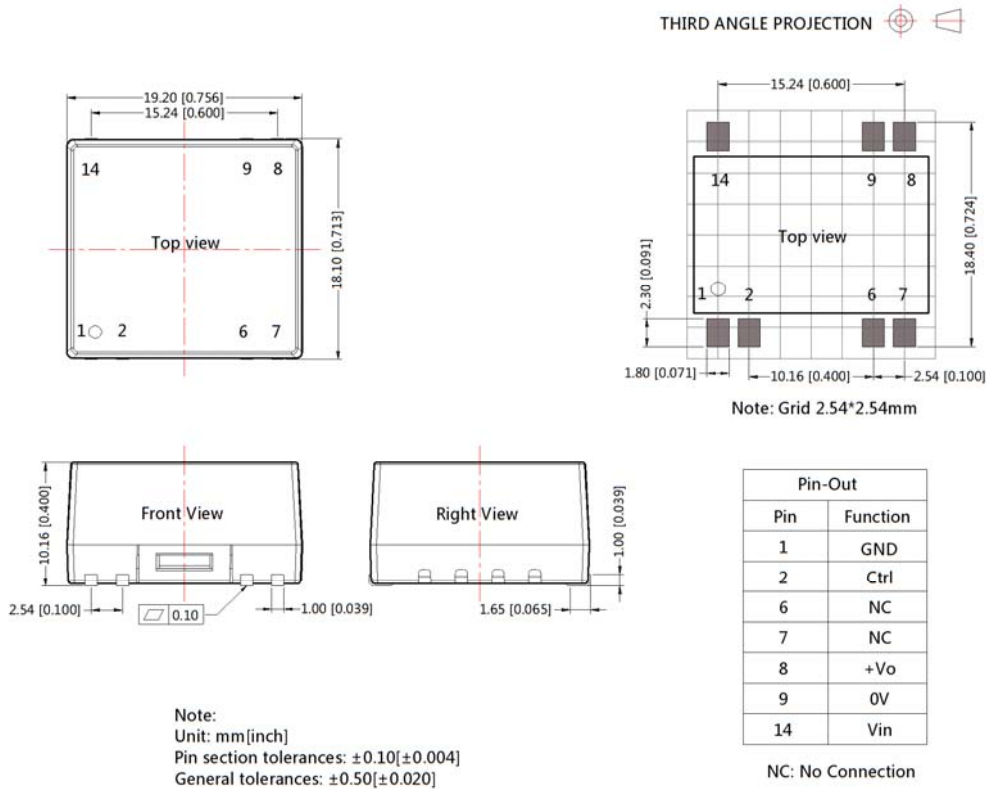 THIRD ANGLE PROJECTION
19.20 [0.756]
15.24 [0.600]
14 9 8
Top view
18.10 [0.713]
1 2 6 7
15.24 [0.600]
14 9 8
Top view
18.40 [0.724]
2.30 [0.091]
1 2 6 7
1.80 [0.071] 10.16 [0.400] 2.54 [0.100]
Note: Grid 2.54*2.54mm
10.16 [0.400]
Front View
2.54 [0.100]
0.10
1.00 [0.039]
Right View
1.00 [0.039]
1.65 [0.065]
Pin-Out
Pin Function
1 GND
2 Ctrl
6 NC
7 NC
8 +Vo
9 0V
14 Vin
NC: No Connection
Note:
Unit: mm[inch]
Pin section tolerances: ±0.10[±0.004]
General tolerances: ±0.50[±0.020]